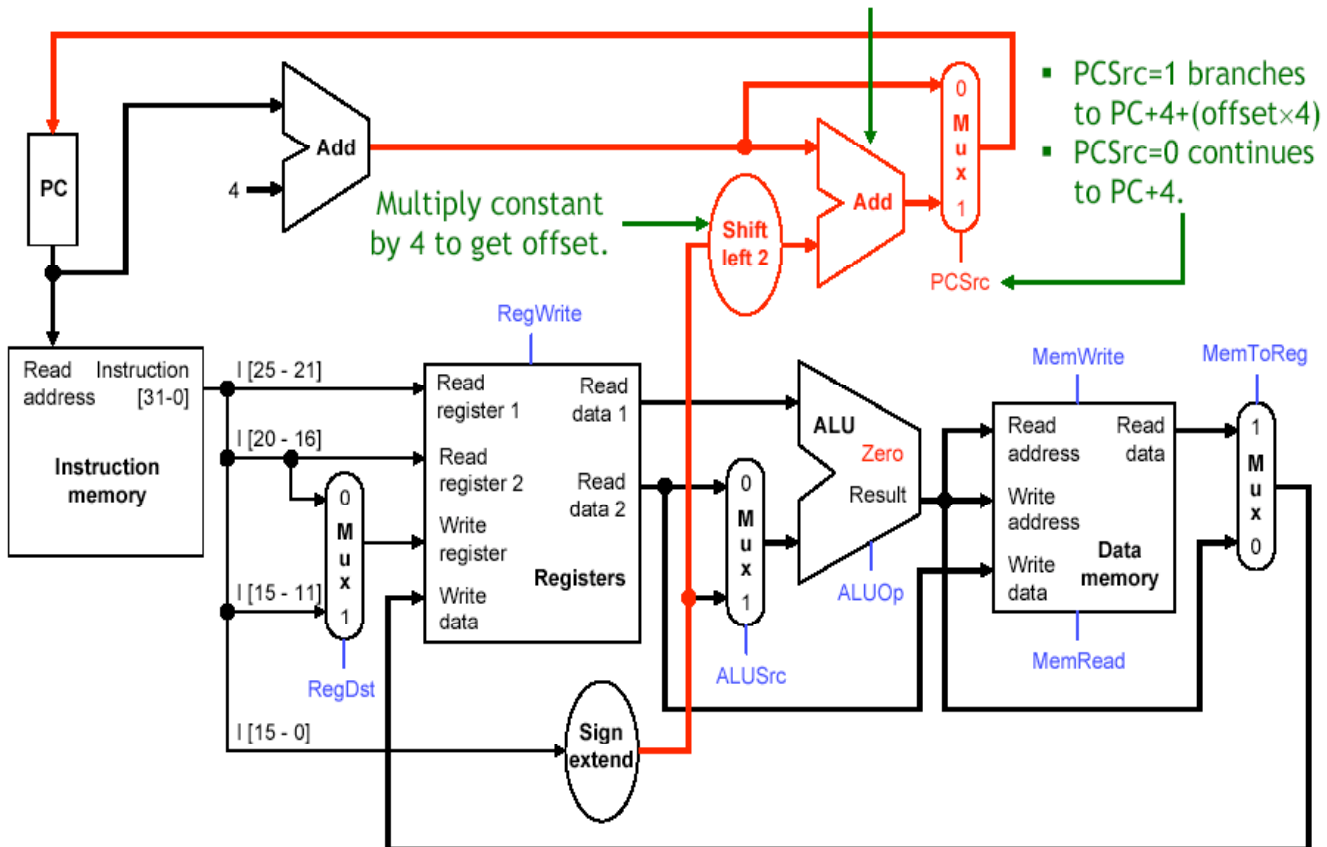 ▪ PCSrc=1 branches
to PC+4+(offset×4)
▪ PCSrc=0 continues
to PC+4.
0
M
u
x
1
Add
PC
4
Add
Multiply constant
by 4 to get offset.
Shift
left 2
PCSrc
RegWrite
MemWrite
MemToReg
Read
address
Instruction
[31-0]
Instruction
memory
I [25 - 21]
I [20 - 16]
I [15 - 11]
I [15 - 0]
0
M
u
x
1
RegDst
Read
register 1
Read
register 2
Write
register
Write
data
Read
data 1
Read
data 2
Registers
Sign
extend
0
M
u
x
1
ALUSrc
ALU
Zero
Result
ALUOp
Read
address
Write
address
Write
data
Read
data
Data
memory
MemRead
1
M
u
x
0